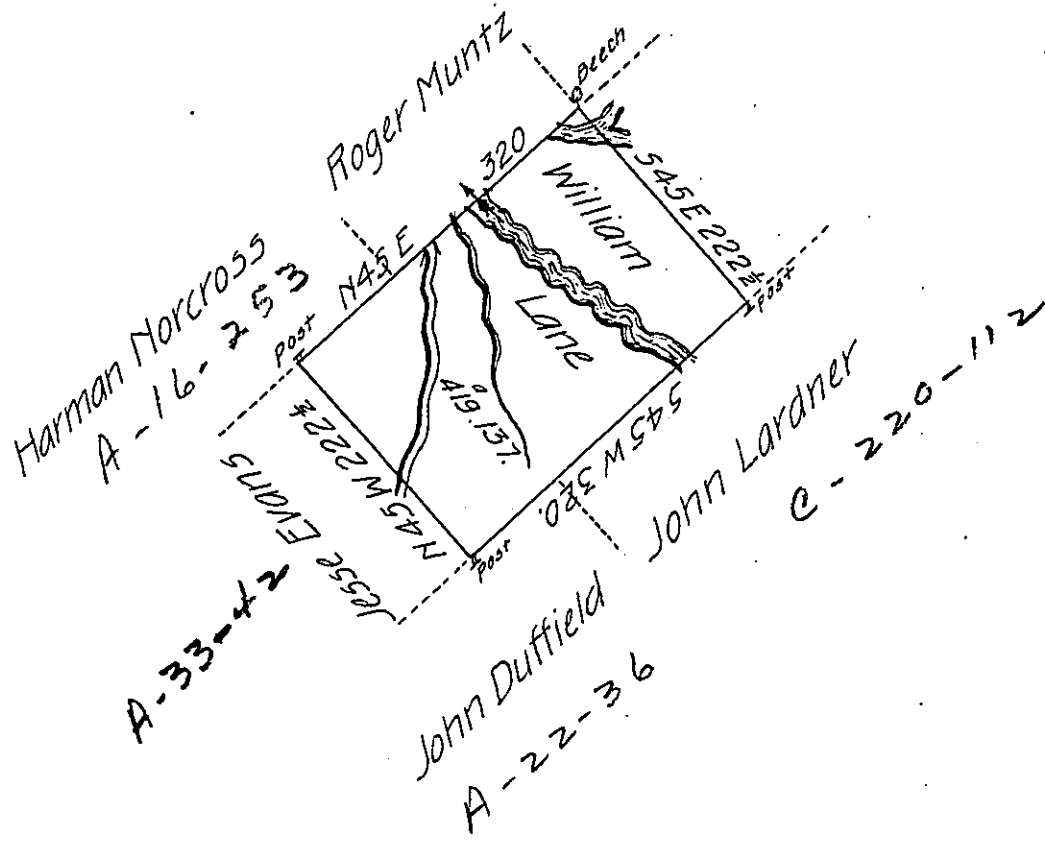 Roger Muntz
Beech
320
William
S45E 222½
Post
N45E
Harman Norcross
A-16-253
Post
Lane
419.137.
N45W 222½
Jesse Evans
A-33-42
Post
S45W 320.
John Lardner
C-220-112
John Duffield
A-22-36